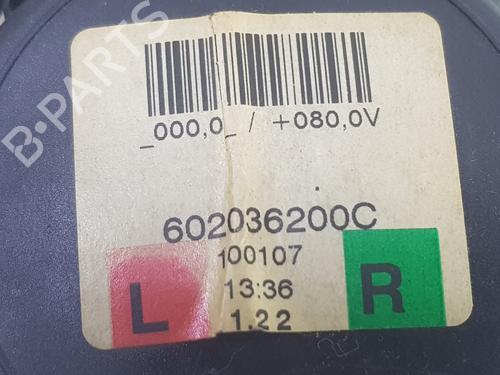 B-PARTS
_000,0_ / +080,0V
602036200C
100107
13:36
1.22
L
R